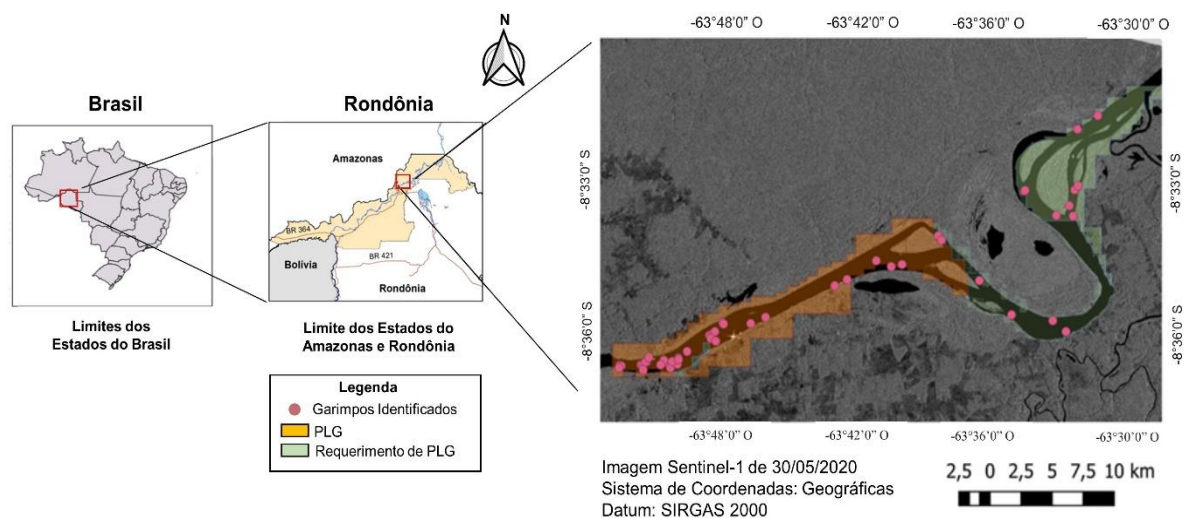 Brasil
Limites dos
Estados do Brasil
Rondônia
Amazonas
BR 364
Bolívia
BR 421
Rondônia
Limite dos Estados do
Amazonas e Rondônia
Legenda
Garimpos Identificados
PLG
Requerimento de PLG
N
-63°48'0" O -63°42'0" O -63°36'0" O -63°30'0" O
-8°33'0" S -8°33'0" S
-8°36'0" S -8°36'0" S
-63°48'0" O -63°42'0" O -63°36'0" O -63°30'0" O
Imagem Sentinel-1 de 30/05/2020
Sistema de Coordenadas: Geográficas
Datum: SIRGAS 2000
2,5 0 2,5 5 7,5 10 km